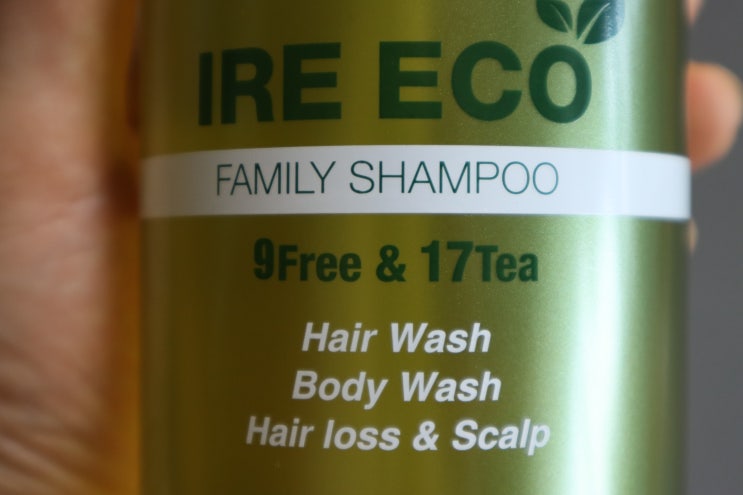 IRE ECO
FAMILY SHAMPOO
9Free & 17Tea
Hair Wash
Body Wash
Hair loss & Scalp